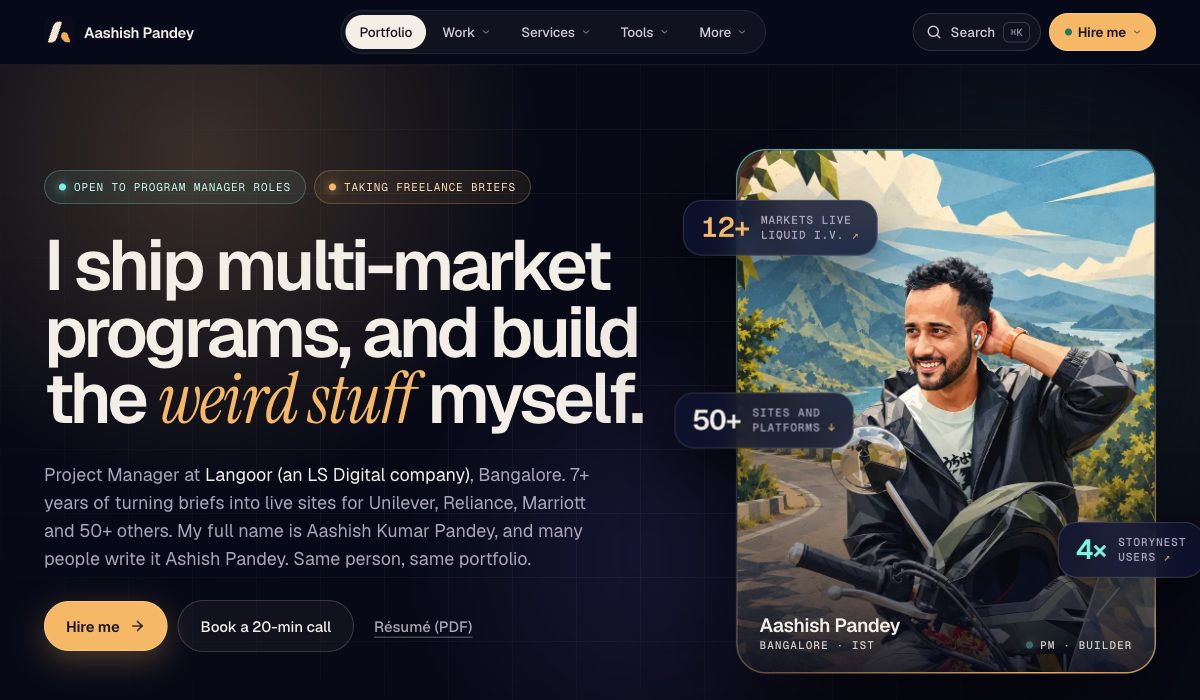 Aashish Pandey
Portfolio
Work
Services
Tools
More
Search
⌘K
Hire me
OPEN TO PROGRAM MANAGER ROLES
TAKING FREELANCE BRIEFS
I ship multi-market
programs, and build
the weird stuff myself.
Project Manager at Langoor (an LS Digital company), Bangalore. 7+
years of turning briefs into live sites for Unilever, Reliance, Marriott
and 50+ others. My full name is Aashish Kumar Pandey, and many
people write it Ashish Pandey. Same person, same portfolio.
Hire me →
Book a 20-min call
Résumé (PDF)
12+
MARKETS LIVE
LIQUID I.V. ↗
50+
SITES AND
PLATFORMS ↓
4×
STORYNEST
USERS ↗
Aashish Pandey
BANGALORE · IST
PM · BUILDER